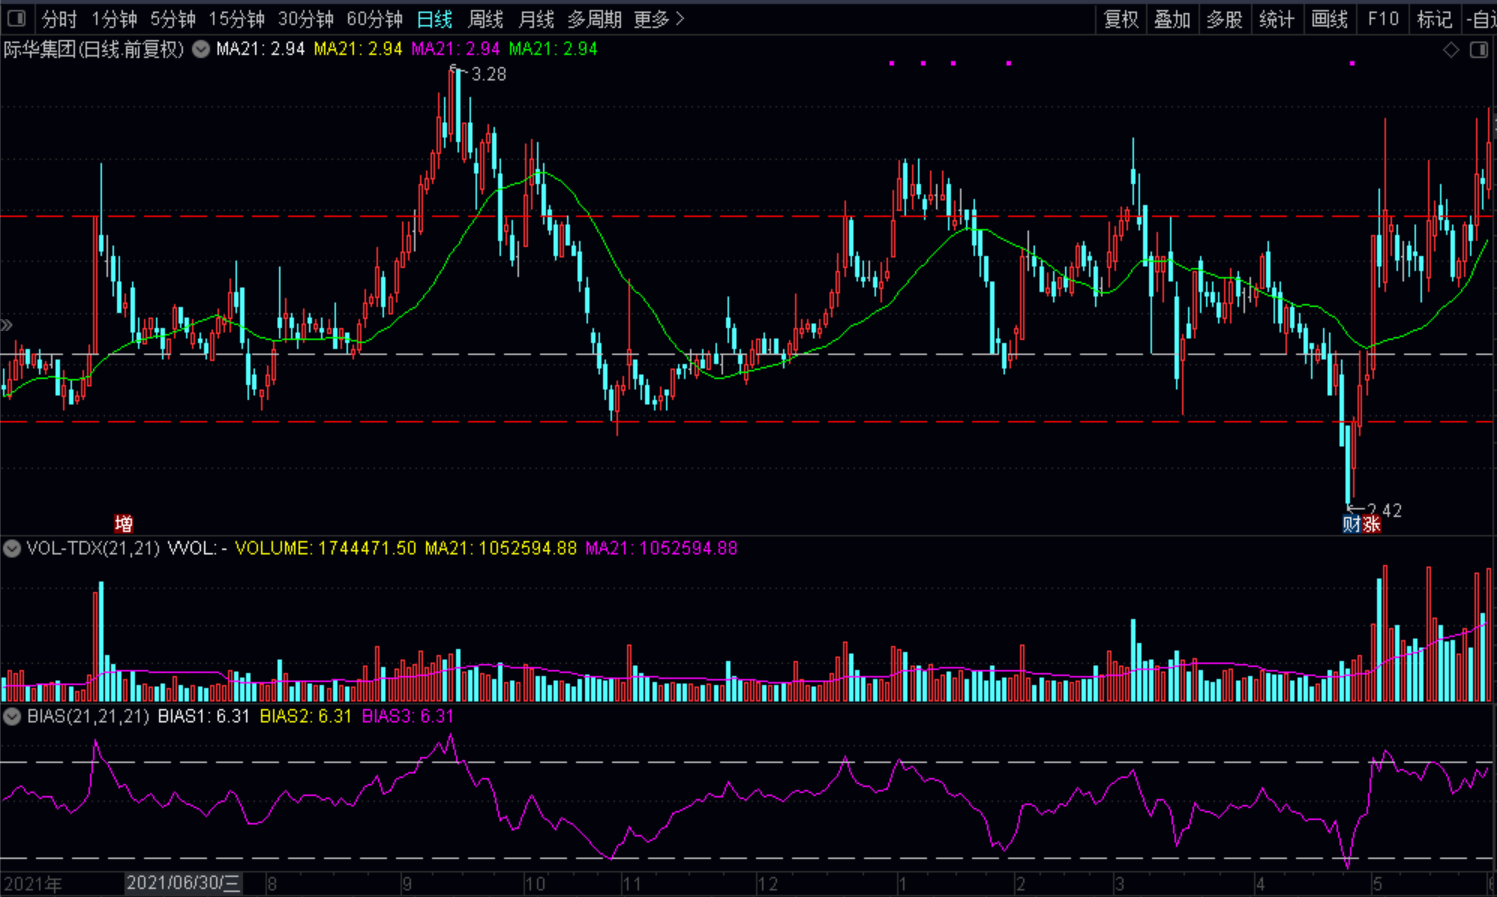 分时 1分钟 5分钟 15分钟 30分钟 60分钟 日线 周线 月线 多周期 更多 复权 叠加 多股 统计 画线 F10 标记 -自
际华集团(日线.前复权) MA21: 2.94 MA21: 2.94 MA21: 2.94 MA21: 2.94
3.28
2.42
增 财 涨
VOL-TDX(21,21) VVOL: - VOLUME: 1744471.50 MA21: 1052594.88 MA21: 1052594.88
BIAS(21,21,21) BIAS1: 6.31 BIAS2: 6.31 BIAS3: 6.31
2021年 2021/06/30/三 8 9 10 11 12 1 2 3 4 5